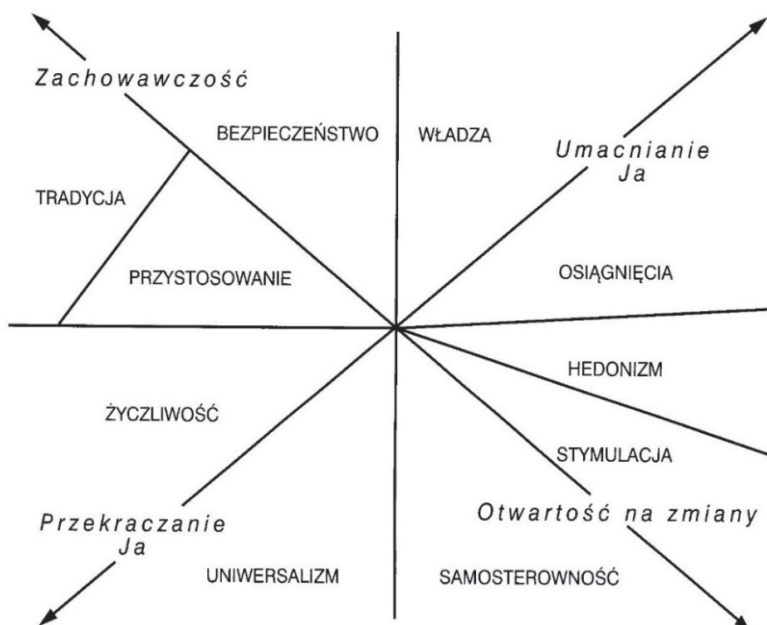 Zachowawczość
BEZPIECZEŃSTWO
WŁADZA
Umacnianie
Ja
TRADYCJA
PRZYSTOSOWANIE
OSIĄGNIĘCIA
HEDONIZM
ŻYCZLIWOŚĆ
STYMULACJA
Przekraczanie
Ja
Otwartość na zmiany
UNIWERSALIZM
SAMOSTEROWNOŚĆ